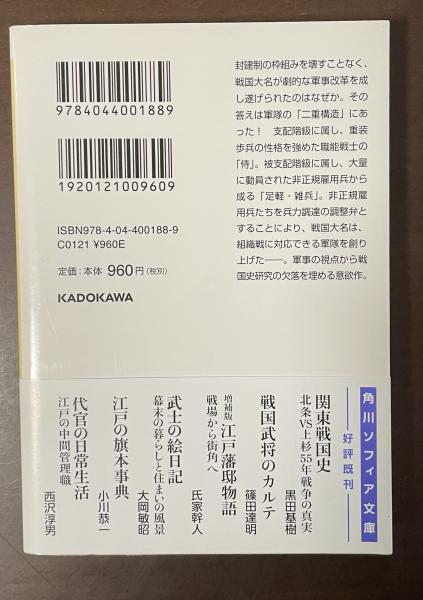 封建制の枠組みを壊すことなく、
戦国大名が劇的な軍事改革を成
し遂げられたのはなぜか。その
答えは軍隊の「二重構造」にあ
った！　支配階級に属し、重装
歩兵の性格を強めた職能戦士の
「侍」。被支配階級に属し、大量
に動員された非正規雇用兵から
成る「足軽・雑兵」。非正規雇
用兵たちを兵力調達の調整弁と
することにより、戦国大名は、
組織戦に対応できる軍隊を創り
上げた──。軍事の視点から戦
国史研究の欠落を埋める意欲作。
9784044001889
1920121009609
ISBN978-4-04-400188-9
C0121 ¥960E
定価：本体960円（税別）
KADOKAWA
角川ソフィア文庫
好評既刊
関東戦国史
北条VS上杉55年戦争の真実
黒田基樹
戦国武将のカルテ
篠田達明
増補版 江戸藩邸物語
戦場から街角へ
氏家幹人
武士の絵日記
幕末の暮らしと住まいの風景
大岡敏昭
江戸の旗本事典
小川恭一
代官の日常生活
江戸の中間管理職
西沢淳男